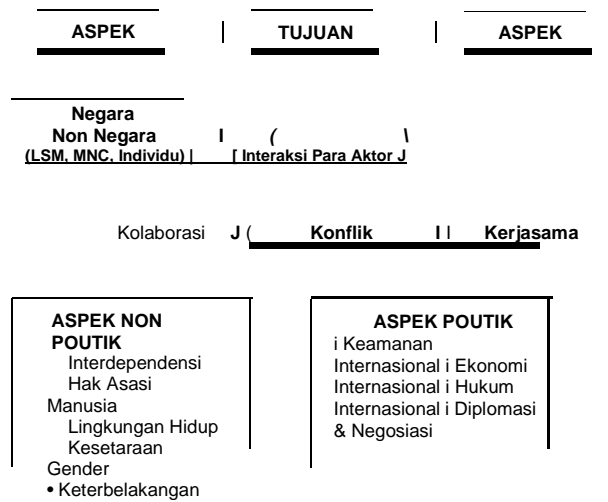 ASPEK | TUJUAN | ASPEK
Negara
Non Negara I ( \
(LSM, MNC, Individu) | [ Interaksi Para Aktor J
Kolaborasi J ( Konflik I I Kerjasama
ASPEK NON
POUTIK
Interdependensi
Hak Asasi
Manusia
Lingkungan Hidup
Kesetaraan
Gender
• Keterbelakangan
ASPEK POUTIK
i Keamanan
Internasional i Ekonomi
Internasional i Hukum
Internasional i Diplomasi
& Negosiasi